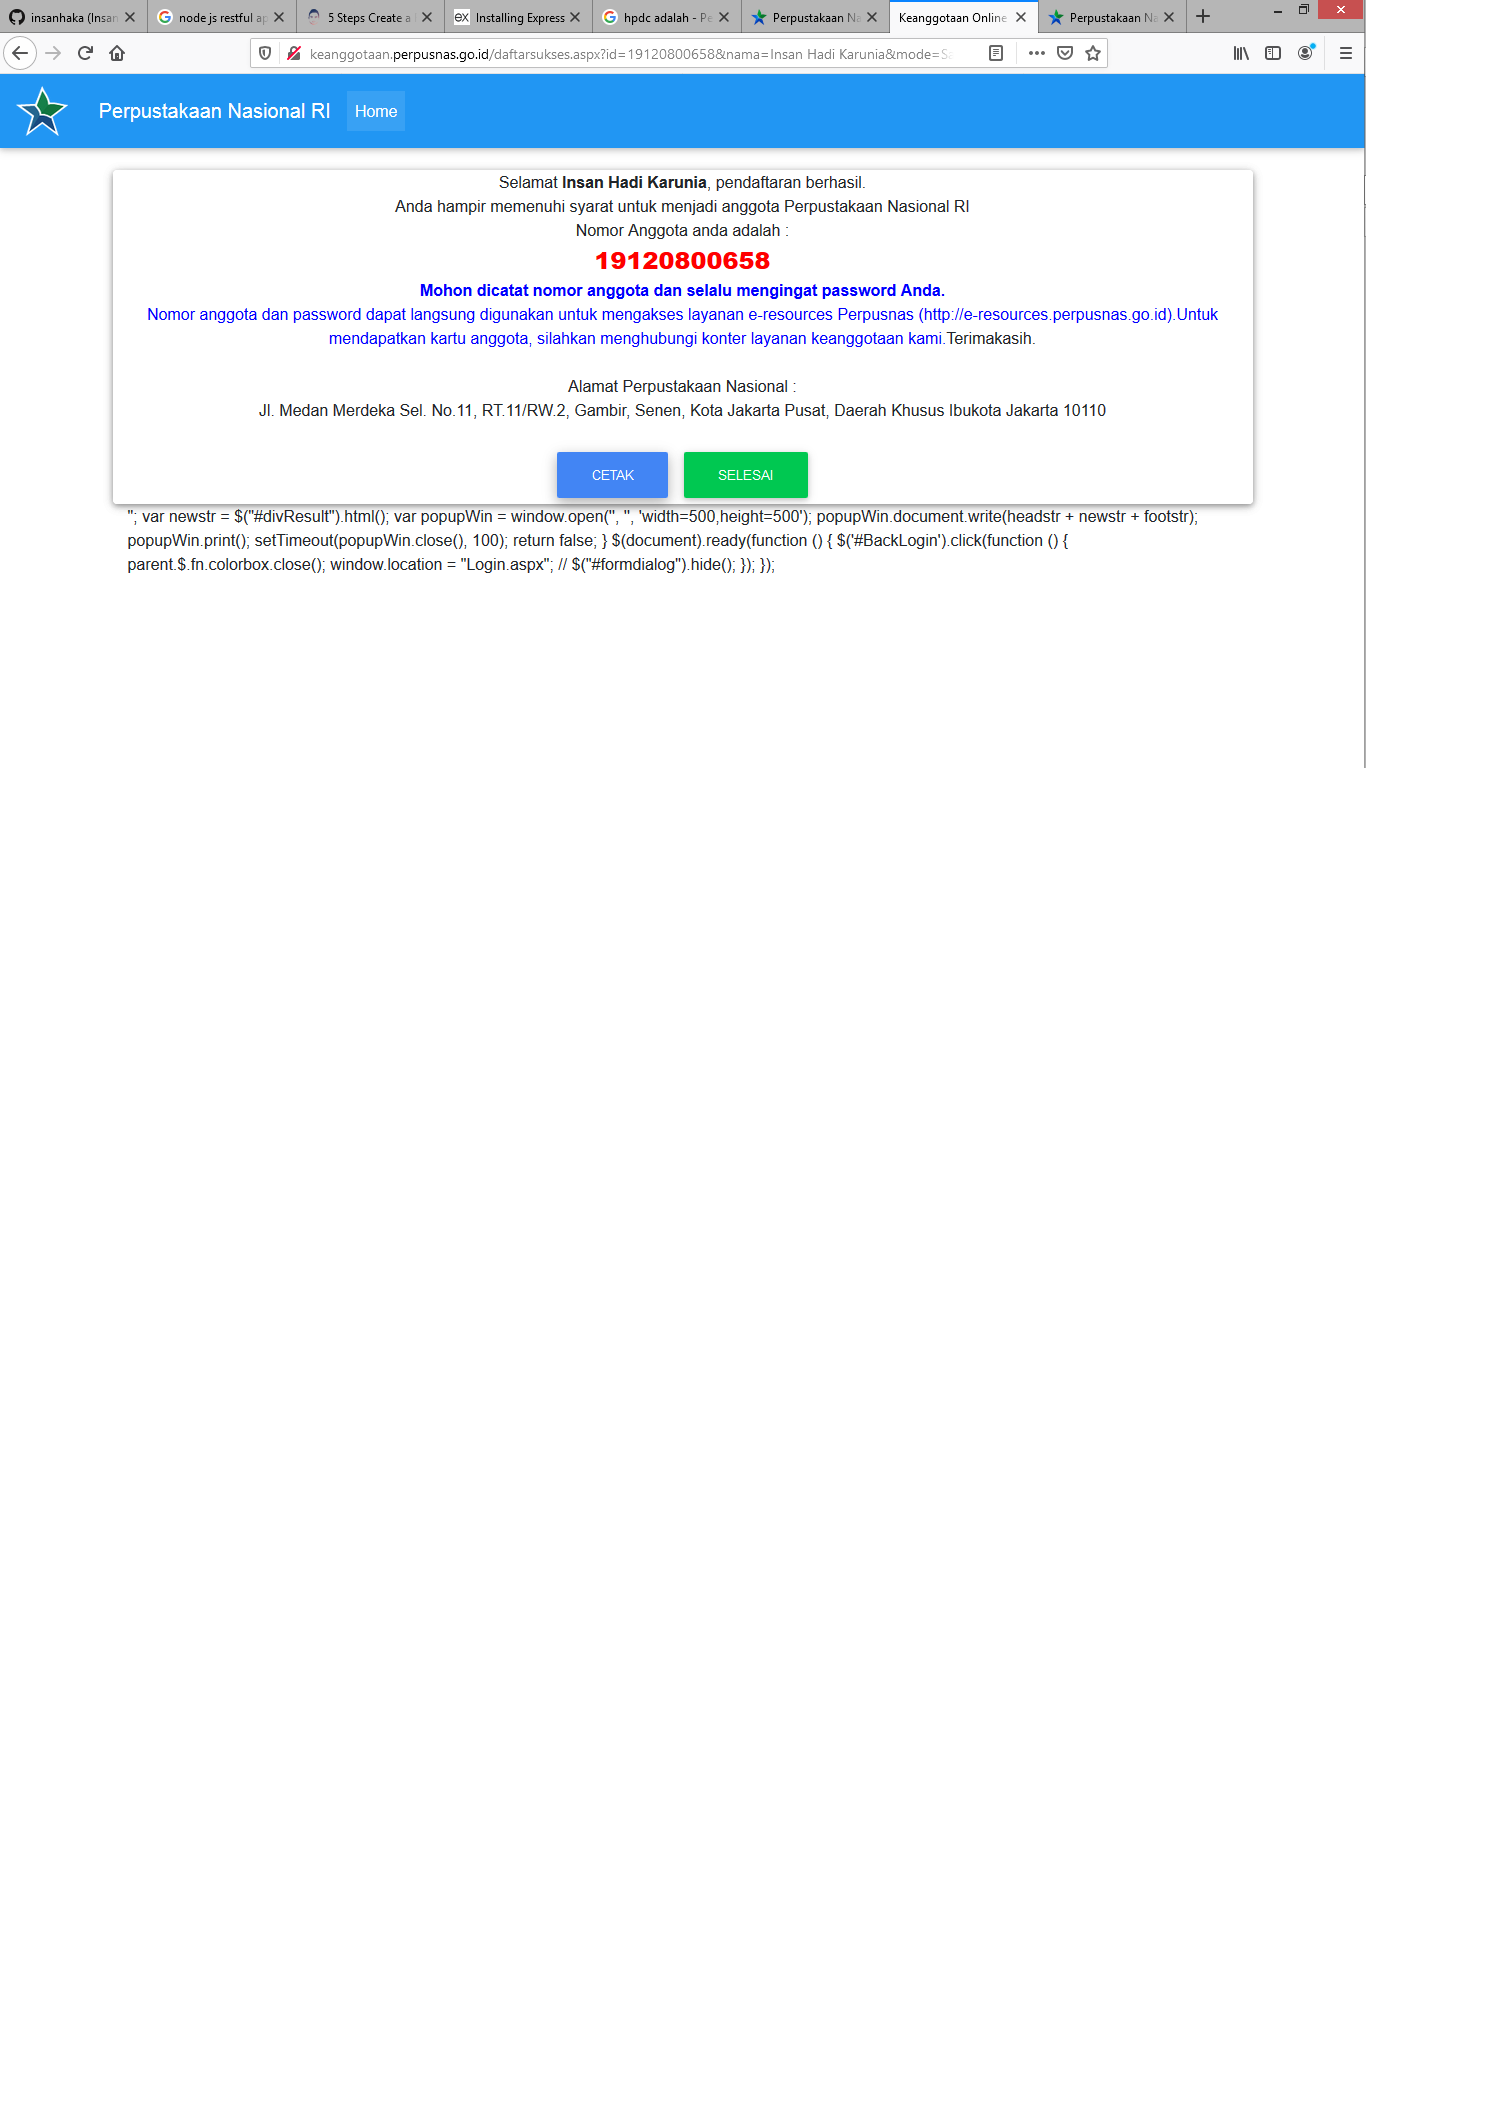 insanhaka (Insan
node js restful ap
5 Steps Create a
ex Installing Express
hpdc adalah - Pe
Perpustakaan Na
Keanggotaan Online
Perpustakaan Na
keanggotaan.perpusnas.go.id/daftarsukses.aspx?id=19120800658&nama=Insan Hadi Karunia&mode=Sa
Perpustakaan Nasional RI Home
Selamat Insan Hadi Karunia, pendaftaran berhasil.
Anda hampir memenuhi syarat untuk menjadi anggota Perpustakaan Nasional RI
Nomor Anggota anda adalah :
19120800658
Mohon dicatat nomor anggota dan selalu mengingat password Anda.
Nomor anggota dan password dapat langsung digunakan untuk mengakses layanan e-resources Perpusnas (http://e-resources.perpusnas.go.id).Untuk
mendapatkan kartu anggota, silahkan menghubungi konter layanan keanggotaan kami.Terimakasih.
Alamat Perpustakaan Nasional :
Jl. Medan Merdeka Sel. No.11, RT.11/RW.2, Gambir, Senen, Kota Jakarta Pusat, Daerah Khusus Ibukota Jakarta 10110
CETAK SELESAI
"; var newstr = $("#divResult").html(); var popupWin = window.open('', '', 'width=500,height=500'); popupWin.document.write(headstr + newstr + footstr);
popupWin.print(); setTimeout(popupWin.close(), 100); return false; } $(document).ready(function () { $('#BackLogin').click(function () {
parent.$.fn.colorbox.close(); window.location = "Login.aspx"; // $("#formdialog").hide(); }); });